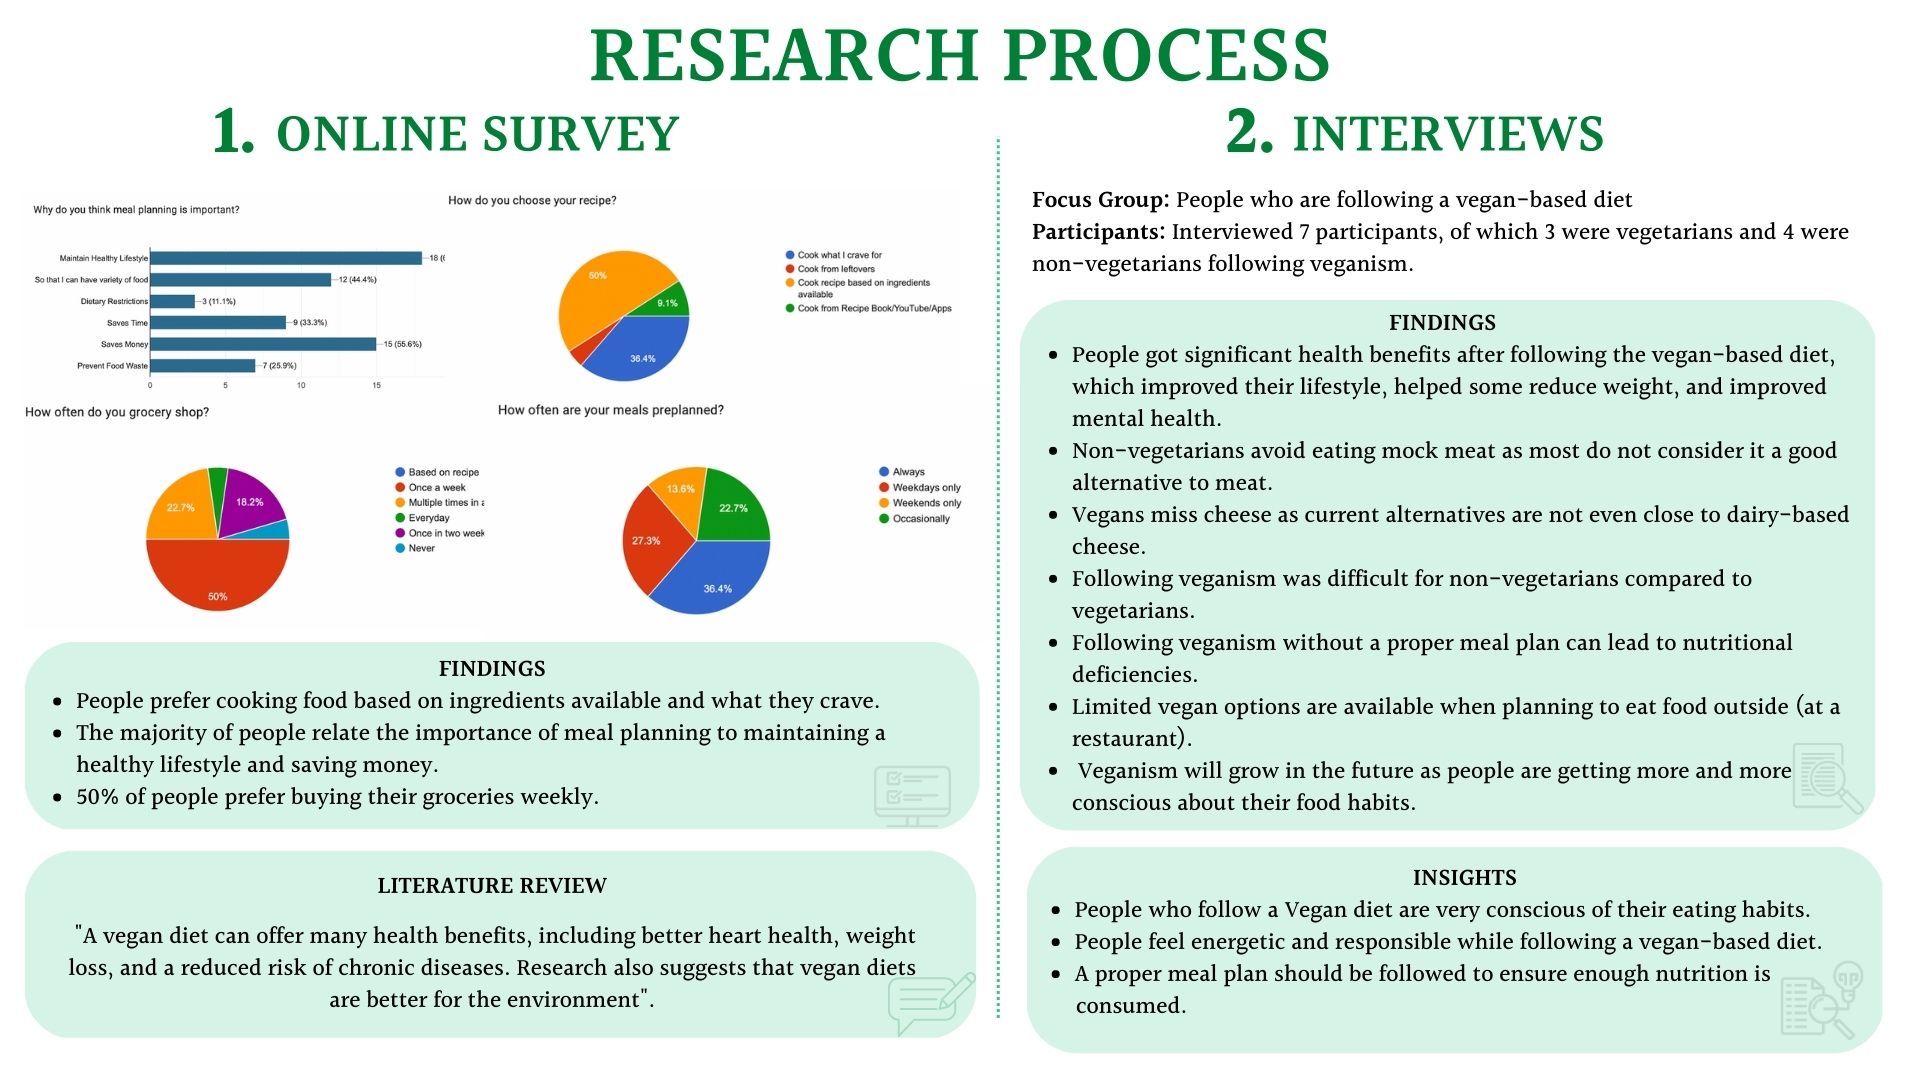 RESEARCH PROCESS
1. ONLINE SURVEY
Why do you think meal planning is important?
Maintain Healthy Lifestyle
18 (6
So that I can have variety of food
12 (44.4%)
Dietary Restrictions
3 (11.1%)
Saves Time
9 (33.3%)
Saves Money
15 (55.6%)
Prevent Food Waste
7 (25.9%)
0 5 10 15
How do you choose your recipe?
50%
9.1%
36.4%
Cook what I crave for
Cook from leftovers
Cook recipe based on ingredients
available
Cook from Recipe Book/YouTube/Apps
How often do you grocery shop?
22.7%
18.2%
50%
Based on recipe
Once a week
Multiple times in a
Everyday
Once in two week
Never
How often are your meals preplanned?
13.6%
22.7%
27.3%
36.4%
Always
Weekdays only
Weekends only
Occasionally
FINDINGS
People prefer cooking food based on ingredients available and what they crave.
The majority of people relate the importance of meal planning to maintaining a
healthy lifestyle and saving money.
50% of people prefer buying their groceries weekly.
LITERATURE REVIEW
"A vegan diet can offer many health benefits, including better heart health, weight
loss, and a reduced risk of chronic diseases. Research also suggests that vegan diets
are better for the environment".
2. INTERVIEWS
Focus Group: People who are following a vegan-based diet
Participants: Interviewed 7 participants, of which 3 were vegetarians and 4 were
non-vegetarians following veganism.
FINDINGS
People got significant health benefits after following the vegan-based diet,
which improved their lifestyle, helped some reduce weight, and improved
mental health.
Non-vegetarians avoid eating mock meat as most do not consider it a good
alternative to meat.
Vegans miss cheese as current alternatives are not even close to dairy-based
cheese.
Following veganism was difficult for non-vegetarians compared to
vegetarians.
Following veganism without a proper meal plan can lead to nutritional
deficiencies.
Limited vegan options are available when planning to eat food outside (at a
restaurant).
Veganism will grow in the future as people are getting more and more
conscious about their food habits.
INSIGHTS
People who follow a Vegan diet are very conscious of their eating habits.
People feel energetic and responsible while following a vegan-based diet.
A proper meal plan should be followed to ensure enough nutrition is
consumed.